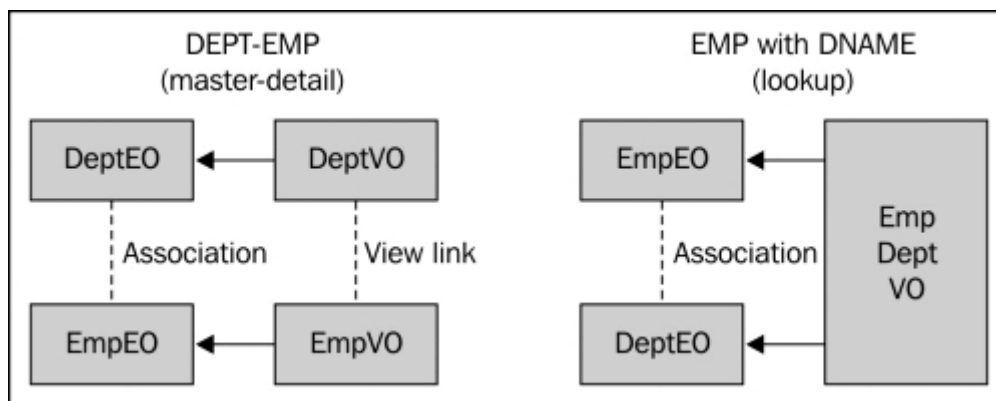 DEPT-EMP
(master-detail)
DeptEO
DeptVO
Association
View link
EmpEO
EmpVO
EMP with DNAME
(lookup)
EmpEO
Association
DeptEO
Emp
Dept
VO